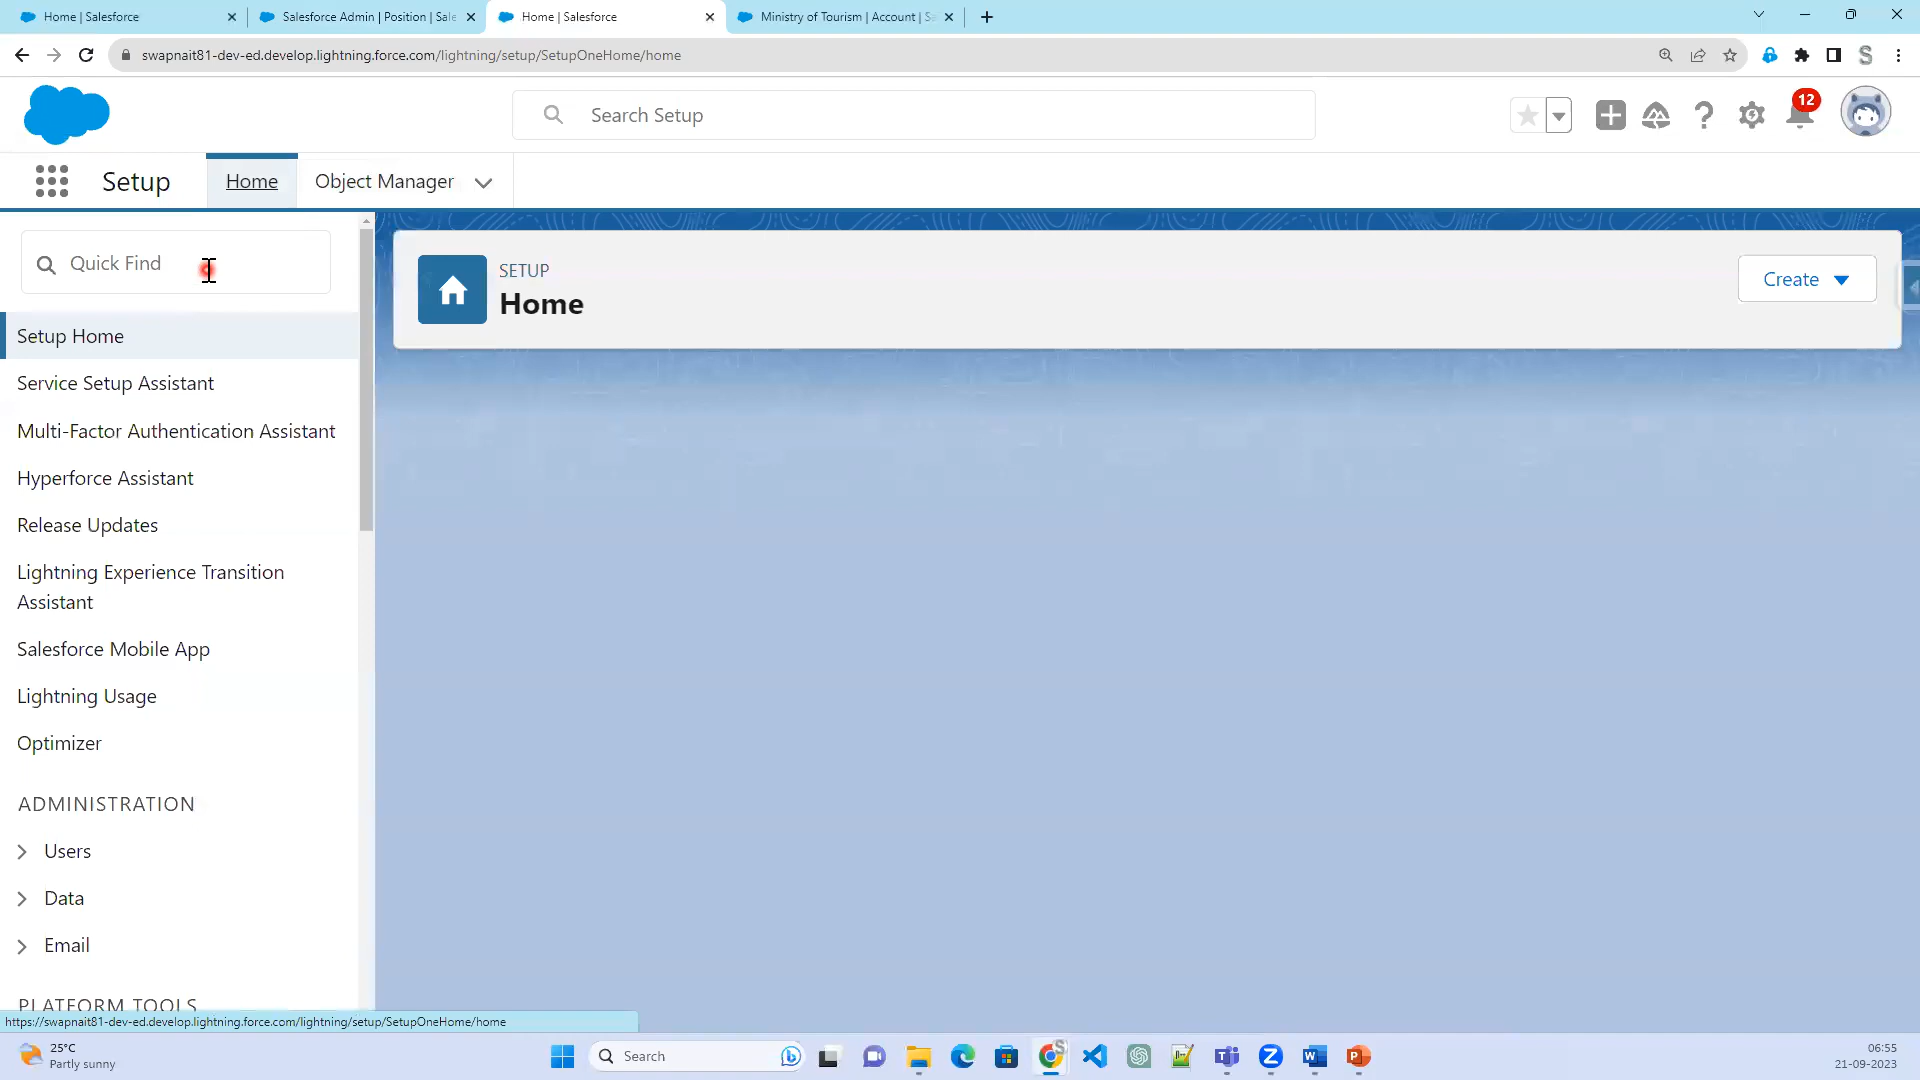 Home | Salesforce
Salesforce Admin | Position | Sale
Home | Salesforce
Ministry of Tourism | Account | Sa
swapnait81-dev-ed.develop.lightning.force.com/lightning/setup/SetupOneHome/home
S
Search Setup
12
Setup
Home
Object Manager
Quick Find
SETUP
Home
Create
Setup Home
Service Setup Assistant
Multi-Factor Authentication Assistant
Hyperforce Assistant
Release Updates
Lightning Experience Transition
Assistant
Salesforce Mobile App
Lightning Usage
Optimizer
ADMINISTRATION
Users
Data
Email
PLATFORM TOOLS
https://swapnait81-dev-ed.develop.lightning.force.com/lightning/setup/SetupOneHome/home
25°C
Partly sunny
Search
06:55
21-09-2023